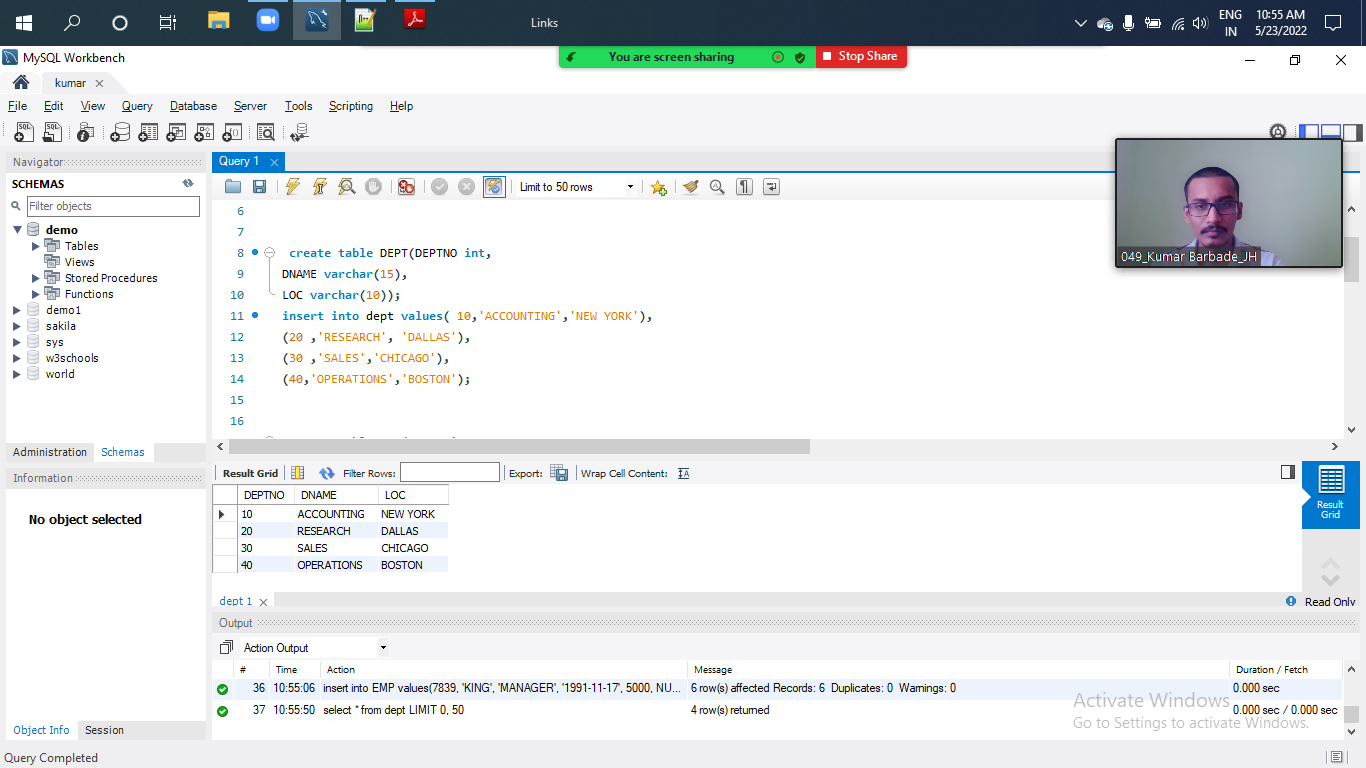 Links
ENG
IN
10:55 AM
5/23/2022
MySQL Workbench
You are screen sharing
Stop Share
kumar
File Edit View Query Database Server Tools Scripting Help
Navigator
SCHEMAS
Filter objects
demo
Tables
Views
Stored Procedures
Functions
demo1
sakila
sys
w3schools
world
Administration Schemas
Information
No object selected
Object Info Session
Query Completed
Query 1
Limit to 50 rows
6
7
8 create table DEPT(DEPTNO int,
9 DNAME varchar(15),
10 LOC varchar(10));
11 insert into dept values( 10,'ACCOUNTING','NEW YORK'),
12 (20 ,'RESEARCH', 'DALLAS'),
13 (30 ,'SALES','CHICAGO'),
14 (40,'OPERATIONS','BOSTON');
15
16
049_Kumar Barbade_JH
Result Grid Filter Rows: Export: Wrap Cell Content:
DEPTNO DNAME LOC
10 ACCOUNTING NEW YORK
20 RESEARCH DALLAS
30 SALES CHICAGO
40 OPERATIONS BOSTON
Result
Grid
dept 1
Read Only
Output
Action Output
# Time Action Message Duration / Fetch
36 10:55:06 insert into EMP values(7839, 'KING', 'MANAGER', '1991-11-17', 5000, NU... 6 row(s) affected Records: 6 Duplicates: 0 Warnings: 0 0.000 sec
37 10:55:50 select * from dept LIMIT 0, 50 4 row(s) returned 0.000 sec / 0.000 sec
Activate Windows
Go to Settings to activate Windows.